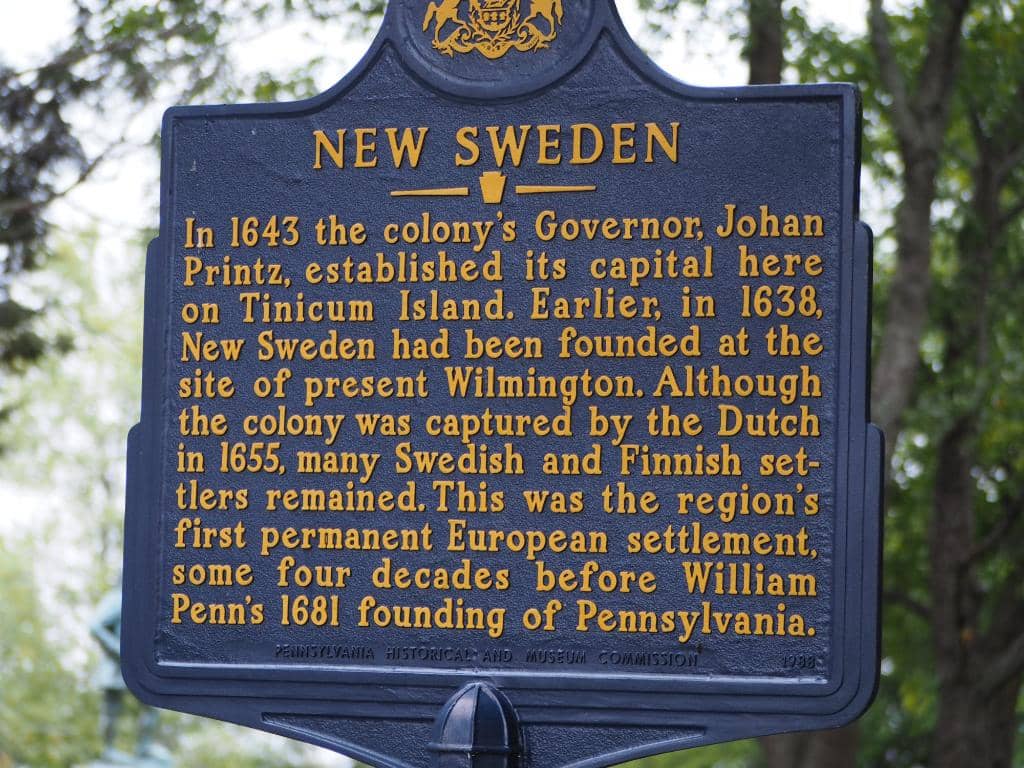 NEW SWEDEN
In 1643 the colony's Governor, Johan
Printz, established its capital here
on Tinicum Island. Earlier, in 1638,
New Sweden had been founded at the
site of present Wilmington. Although
the colony was captured by the Dutch
in 1655, many Swedish and Finnish set-
tlers remained. This was the region's
first permanent European settlement,
some four decades before William
Penn's 1681 founding of Pennsylvania.
PENNSYLVANIA HISTORICAL AND MUSEUM COMMISSION 1988